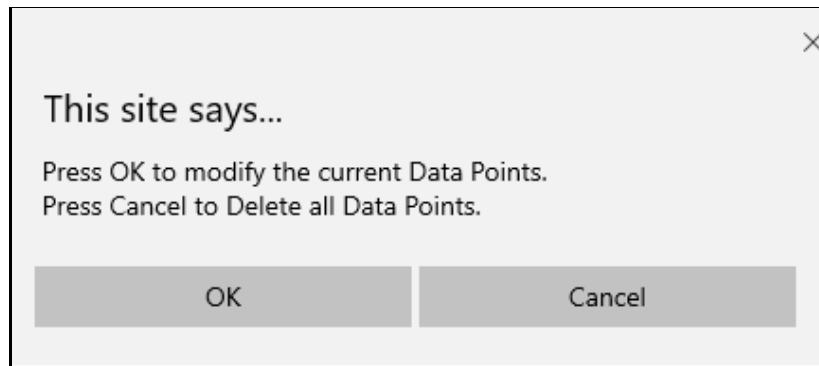 This site says...
Press OK to modify the current Data Points.
Press Cancel to Delete all Data Points.
OK
Cancel